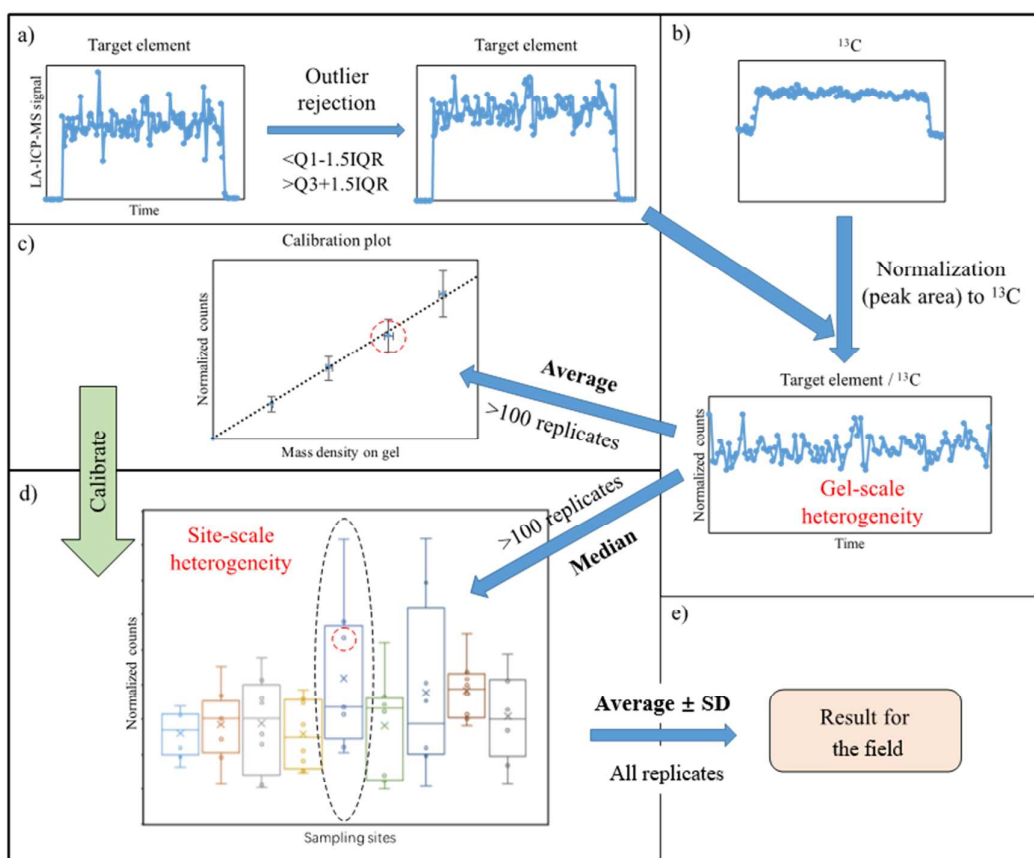 a)
Target element
LA-ICP-MS signal
Time
Outlier
rejection
<Q1-1.5IQR
>Q3+1.5IQR
Target element
b)
¹³C
Normalization
(peak area) to ¹³C
Target element / ¹³C
Normalized counts
Gel-scale
heterogeneity
Time
c)
Calibration plot
Normalized counts
Mass density on gel
Average
>100 replicates
Calibrate
d)
Site-scale
heterogeneity
Normalized counts
Sampling sites
>100 replicates
Median
e)
Average ± SD
All replicates
Result for
the field